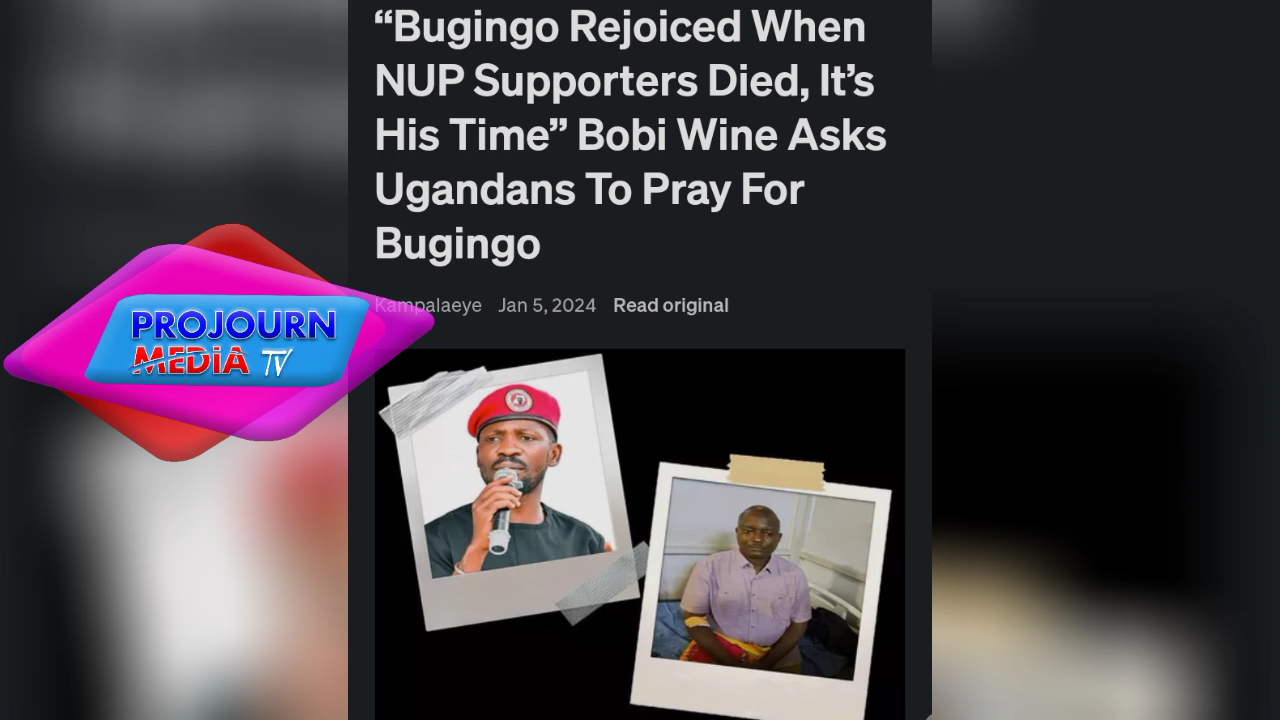 “Bugingo Rejoiced When
NUP Supporters Died, It’s
His Time” Bobi Wine Asks
Ugandans To Pray For
Bugingo
Kampalaeye Jan 5, 2024 Read original
PROJOURN
MEDIA TV